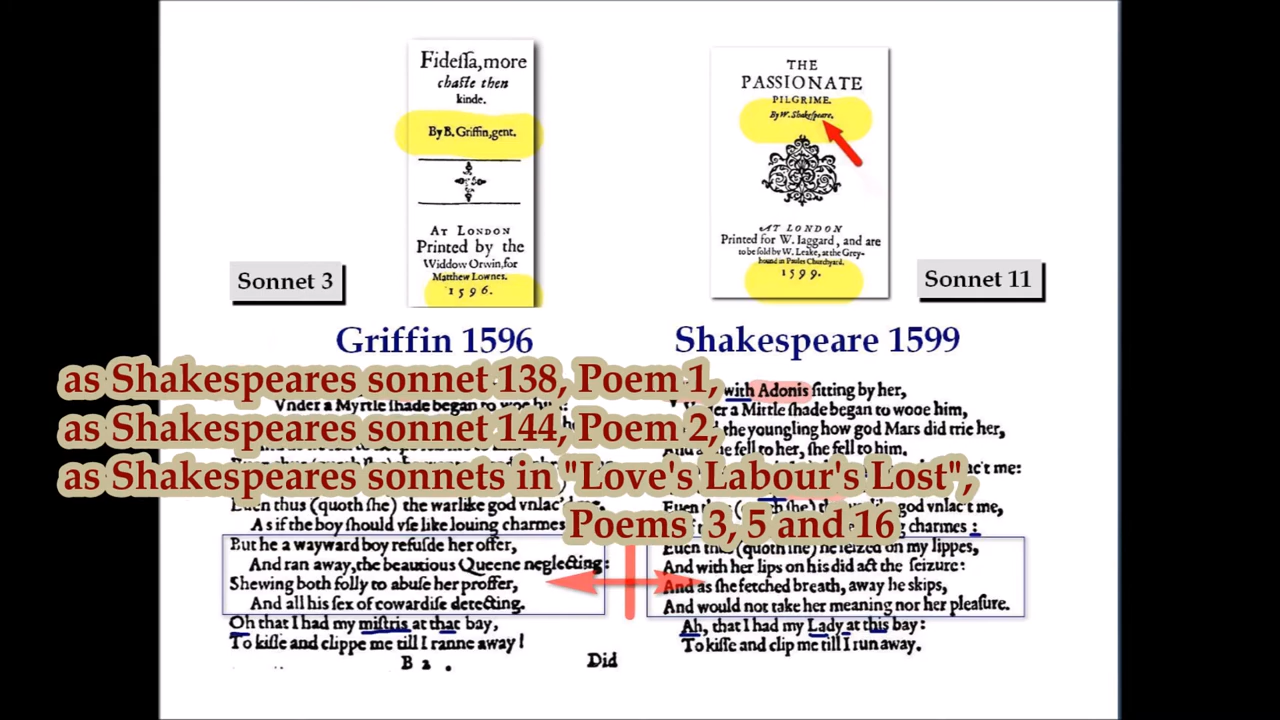 Fidessa, more
chaste then
kinde.
By B. Griffin, gent.
AT LONDON
Printed by the
Widdow Orwin, for
Matthew Lownes.
1596.
THE
PASSIONATE
PILGRIME.
By W. Shakespeare.
AT LONDON
Printed for W. Iaggard, and are
to be sold by W. Leake, at the Grey-
hound in Paules Churchyard.
1599.
Sonnet 3
Sonnet 11
Griffin 1596
Shakespeare 1599
as Shakespeares sonnet 138, Poem 1,
as Shakespeares sonnet 144, Poem 2,
as Shakespeares sonnets in "Love's Labour's Lost",
Poems 3, 5 and 16
Vnder a Myrtle shade began to wooe him:
Euen thus (quoth she) the warlike god vnlac't me,
As if the boy should vse like louing charmes
But he a wayward boy refusde her offer,
And ran away, the beautious Queene neglecting:
Shewing both folly to abuse her proffer,
And all his sex of cowardise detecting.
Oh that I had my mistris at that bay,
To kisse and clippe me till I ranne away!
B 2 .
Did
with Adonis sitting by her,
a Mirtle shade began to wooe him,
the youngling how god Mars did trie her,
fell to her, she fell to him.
me:
god vnlac't me,
charmes :
Euen thus (quoth she) he seized on my lippes,
And with her lips on his did act the seizure:
And as she fetched breath, away he skips,
And would not take her meaning nor her pleasure.
Ah, that I had my Lady at this bay:
To kisse and clip me till I run away.